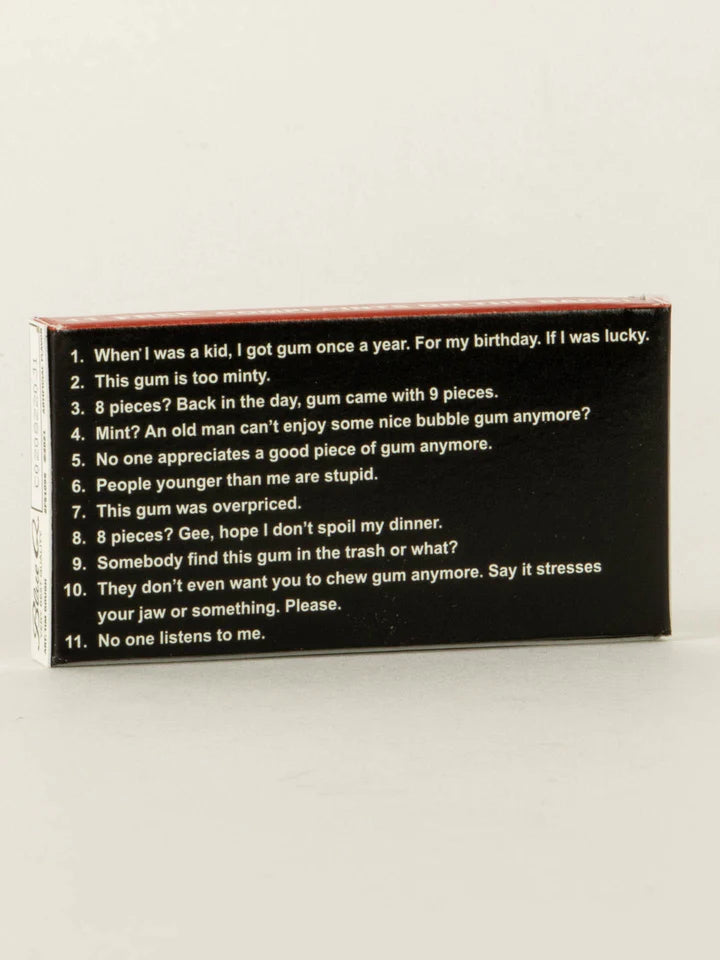 1. When I was a kid, I got gum once a year. For my birthday. If I was lucky.
2. This gum is too minty.
3. 8 pieces? Back in the day, gum came with 9 pieces.
4. Mint? An old man can't enjoy some nice bubble gum anymore?
5. No one appreciates a good piece of gum anymore.
6. People younger than me are stupid.
7. This gum was overpriced.
8. 8 pieces? Gee, hope I don't spoil my dinner.
9. Somebody find this gum in the trash or what?
10. They don't even want you to chew gum anymore. Say it stresses
your jaw or something. Please.
11. No one listens to me.